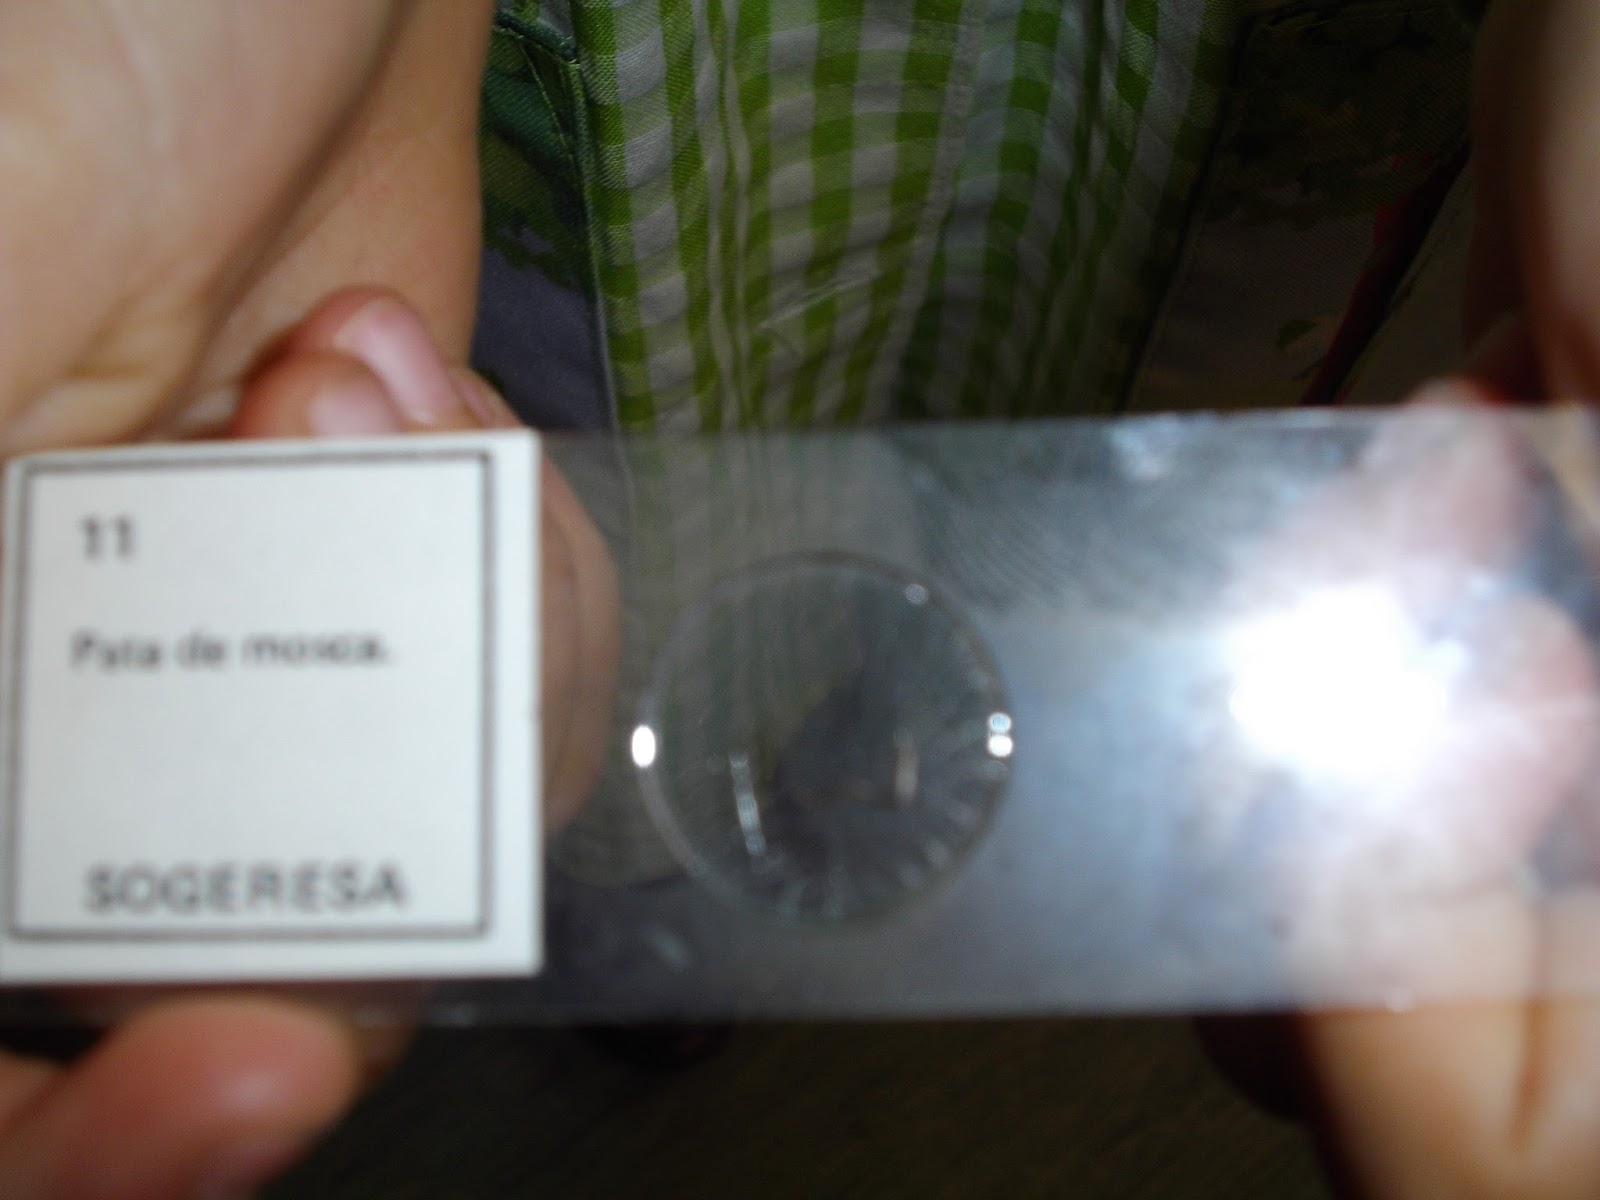 11
Pata de mosca.
SOGERESA